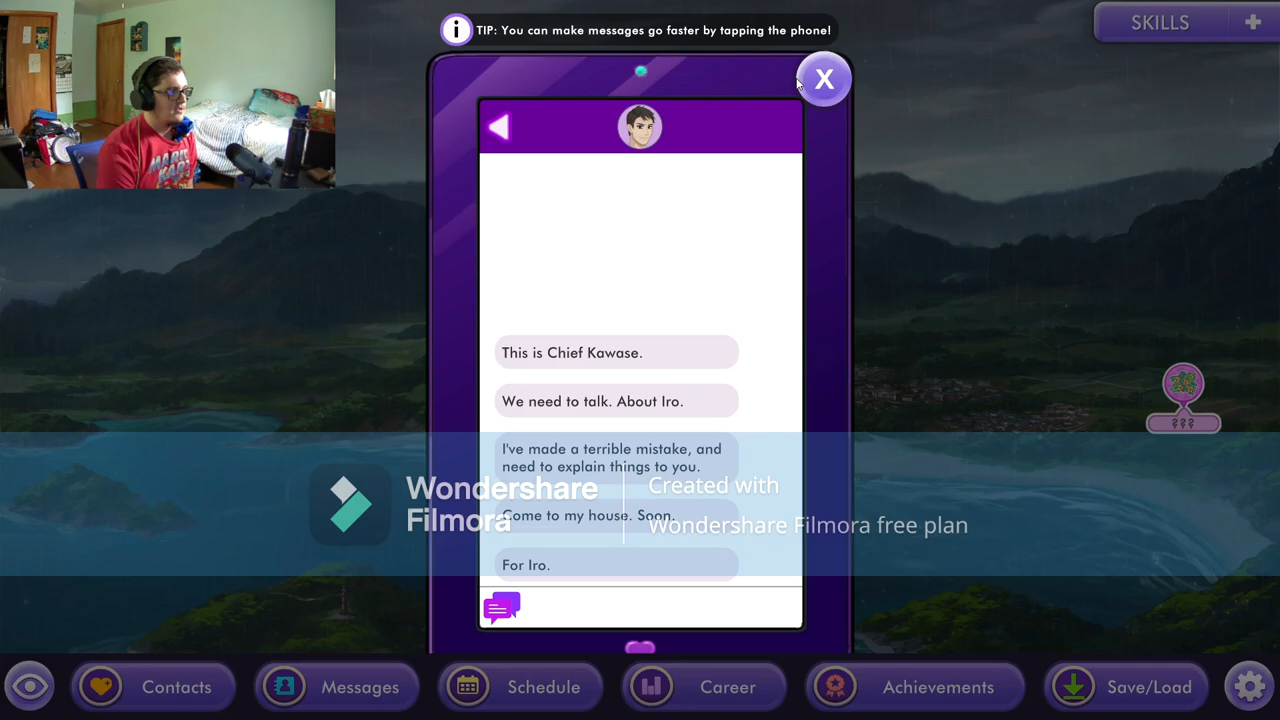 TIP: You can make messages go faster by tapping the phone!
SKILLS +
X
This is Chief Kawase.
We need to talk. About Iro.
I've made a terrible mistake, and
need to explain things to you.
Come to my house. Soon.
For Iro.
Wondershare
Filmora
Created with
Wondershare Filmora free plan
???
Contacts
Messages
Schedule
Career
Achievements
Save/Load